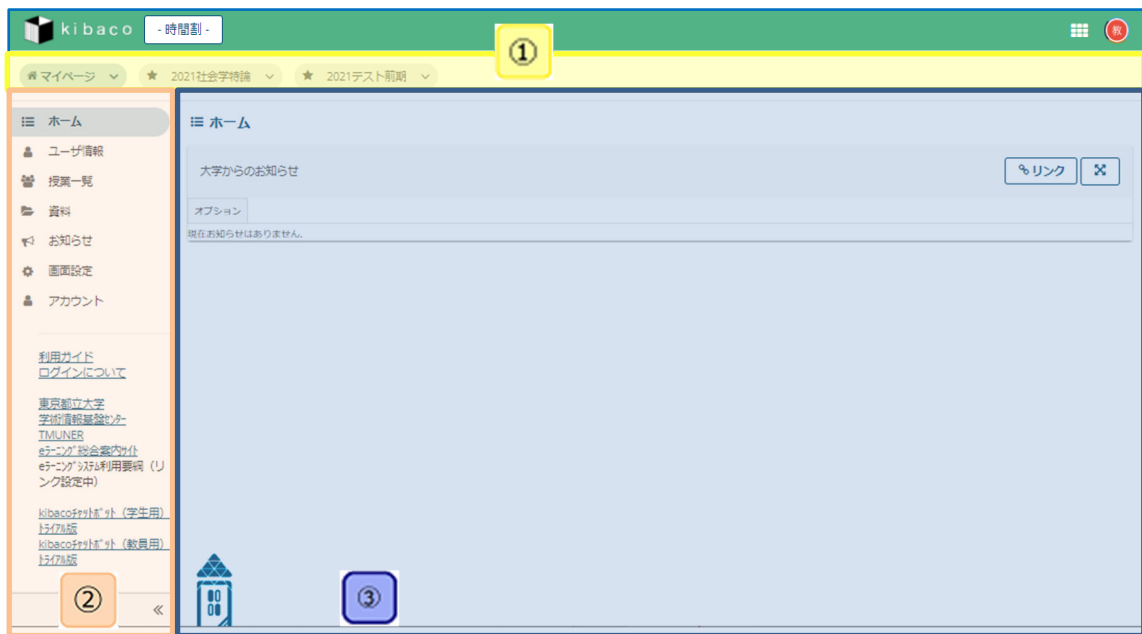 kibaco
- 時間割 -
教
①
マイページ
★ 2021社会学特論
★ 2021テスト前期
ホーム
ユーザ情報
授業一覧
資料
お知らせ
画面設定
アカウント
利用ガイド
ログインについて
東京都立大学
学術情報基盤ｾﾝﾀｰ
TMUNER
eﾗｰﾆﾝｸﾞ総合案内ｻｲﾄ
eﾗｰﾆﾝｸﾞｼｽﾃﾑ利用要綱（リ
ンク設定中）
kibacoﾁｬｯﾄﾎﾞｯﾄ（学生用）
ﾄﾗｲｱﾙ版
kibacoﾁｬｯﾄﾎﾞｯﾄ（教員用）
ﾄﾗｲｱﾙ版
②
«
ホーム
大学からのお知らせ
リンク
オプション
現在お知らせはありません.
③